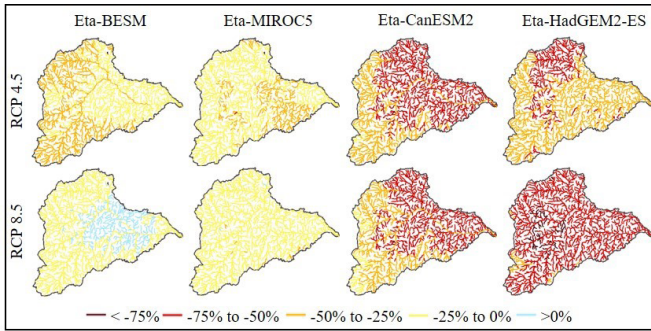 Eta-BESM Eta-MIROC5 Eta-CanESM2 Eta-HadGEM2-ES
RCP 4.5
RCP 8.5
< -75% -75% to -50% -50% to -25% -25% to 0% >0%